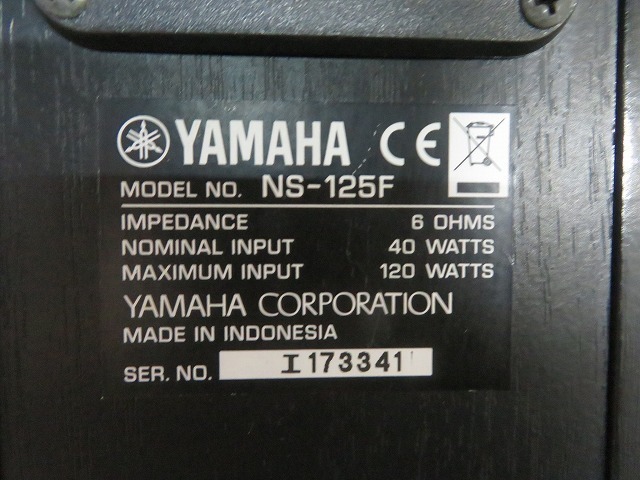 YAMAHA CE
MODEL NO. NS-125F
IMPEDANCE 6 OHMS
NOMINAL INPUT 40 WATTS
MAXIMUM INPUT 120 WATTS
YAMAHA CORPORATION
MADE IN INDONESIA
SER. NO. I173341